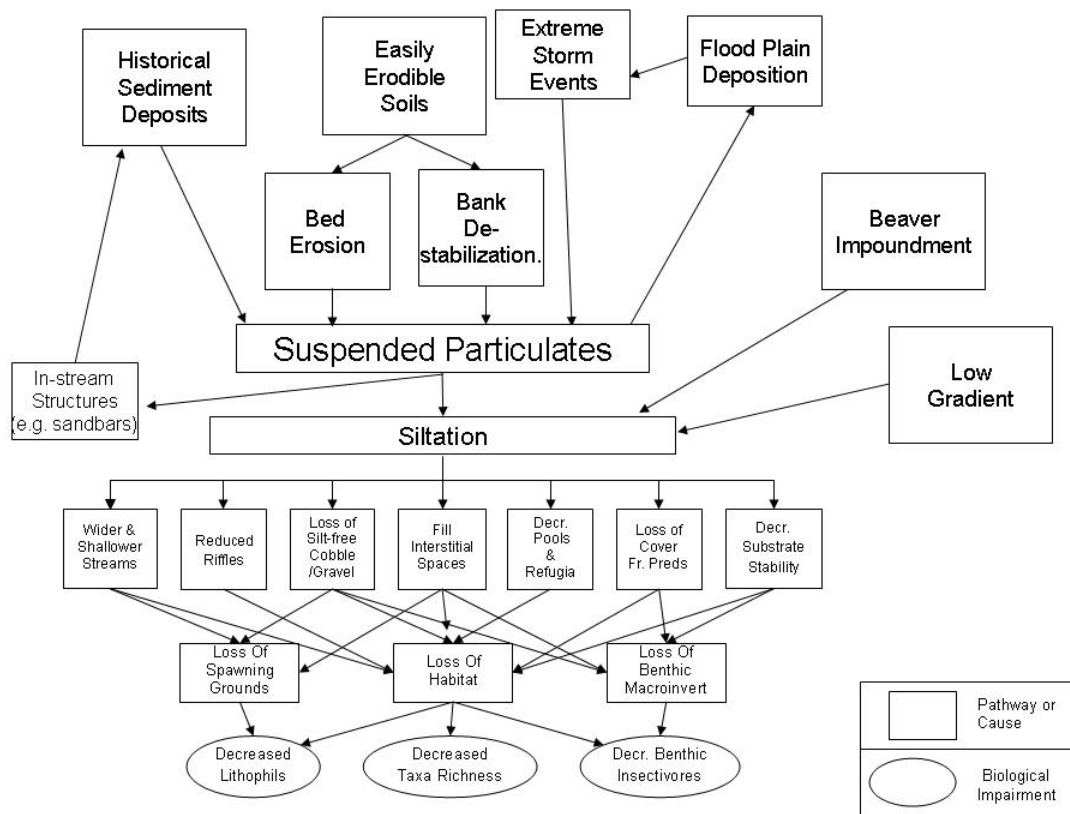 Historical
Sediment
Deposits
Easily
Erodible
Soils
Extreme
Storm
Events
Flood Plain
Deposition
Bed
Erosion
Bank
De-
stabilization.
Beaver
Impoundment
Suspended Particulates
In-stream
Structures
(e.g. sandbars)
Low
Gradient
Siltation
Wider &
Shallower
Streams
Reduced
Riffles
Loss of
Silt-free
Cobble
/Gravel
Fill
Interstitial
Spaces
Decr.
Pools
&
Refugia
Loss of
Cover
Fr. Preds
Decr.
Substrate
Stability
Loss Of
Spawning
Grounds
Loss Of
Habitat
Loss Of
Benthic
Macroinvert
Decreased
Lithophils
Decreased
Taxa Richness
Decr. Benthic
Insectivores
Pathway or
Cause
Biological
Impairment